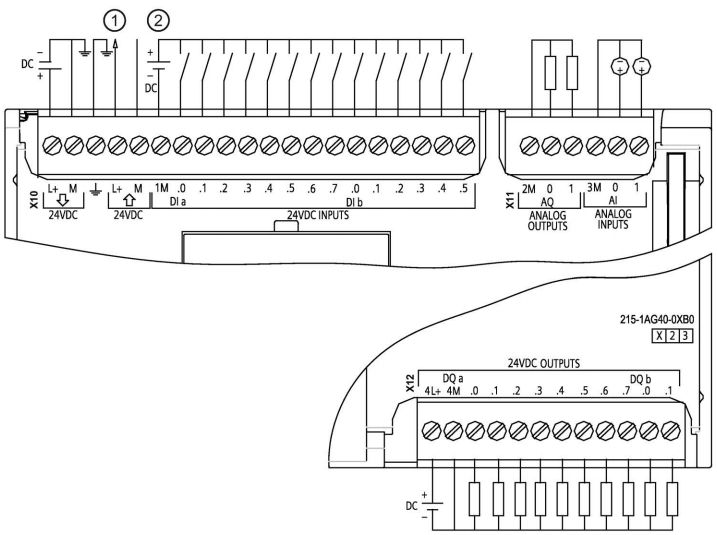 ① ②
DC − +
+ − DC
X10
L+ M ⏚ L+ M 1M .0 .1 .2 .3 .4 .5 .6 .7 .0 .1 .2 .3 .4 .5
24VDC 24VDC DI a DI b
24VDC INPUTS
X11
2M 0 1 3M 0 1
AQ AI
ANALOG OUTPUTS
ANALOG INPUTS
215-1AG40-0XB0
X 2 3
X12
24VDC OUTPUTS
DQ a DQ b
4L+ 4M .0 .1 .2 .3 .4 .5 .6 .7 .0 .1
DC + −